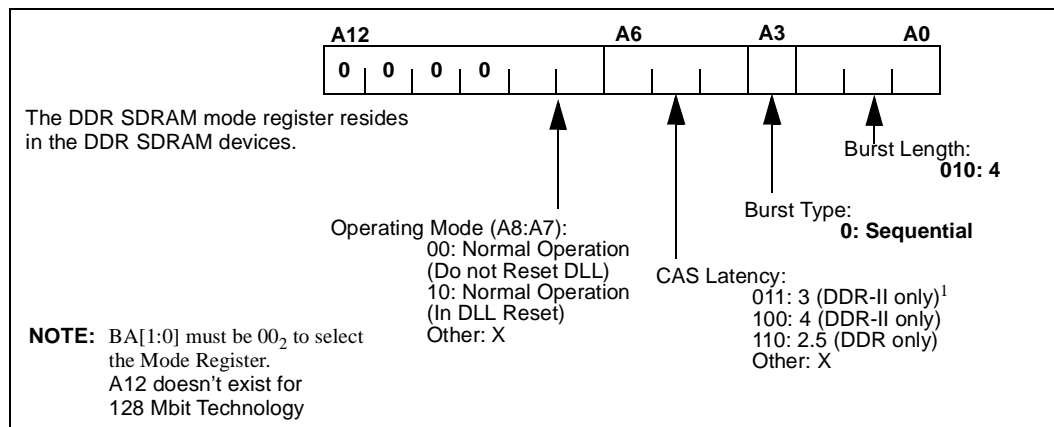 A12 A6 A3 A0
0 0 0 0
The DDR SDRAM mode register resides
in the DDR SDRAM devices.
Burst Length:
010: 4
Burst Type:
0: Sequential
Operating Mode (A8:A7):
00: Normal Operation
(Do not Reset DLL)
10: Normal Operation
(In DLL Reset)
Other: X
CAS Latency:
011: 3 (DDR-II only)¹
100: 4 (DDR-II only)
110: 2.5 (DDR only)
Other: X
NOTE: BA[1:0] must be 00₂ to select
the Mode Register.
A12 doesn't exist for
128 Mbit Technology